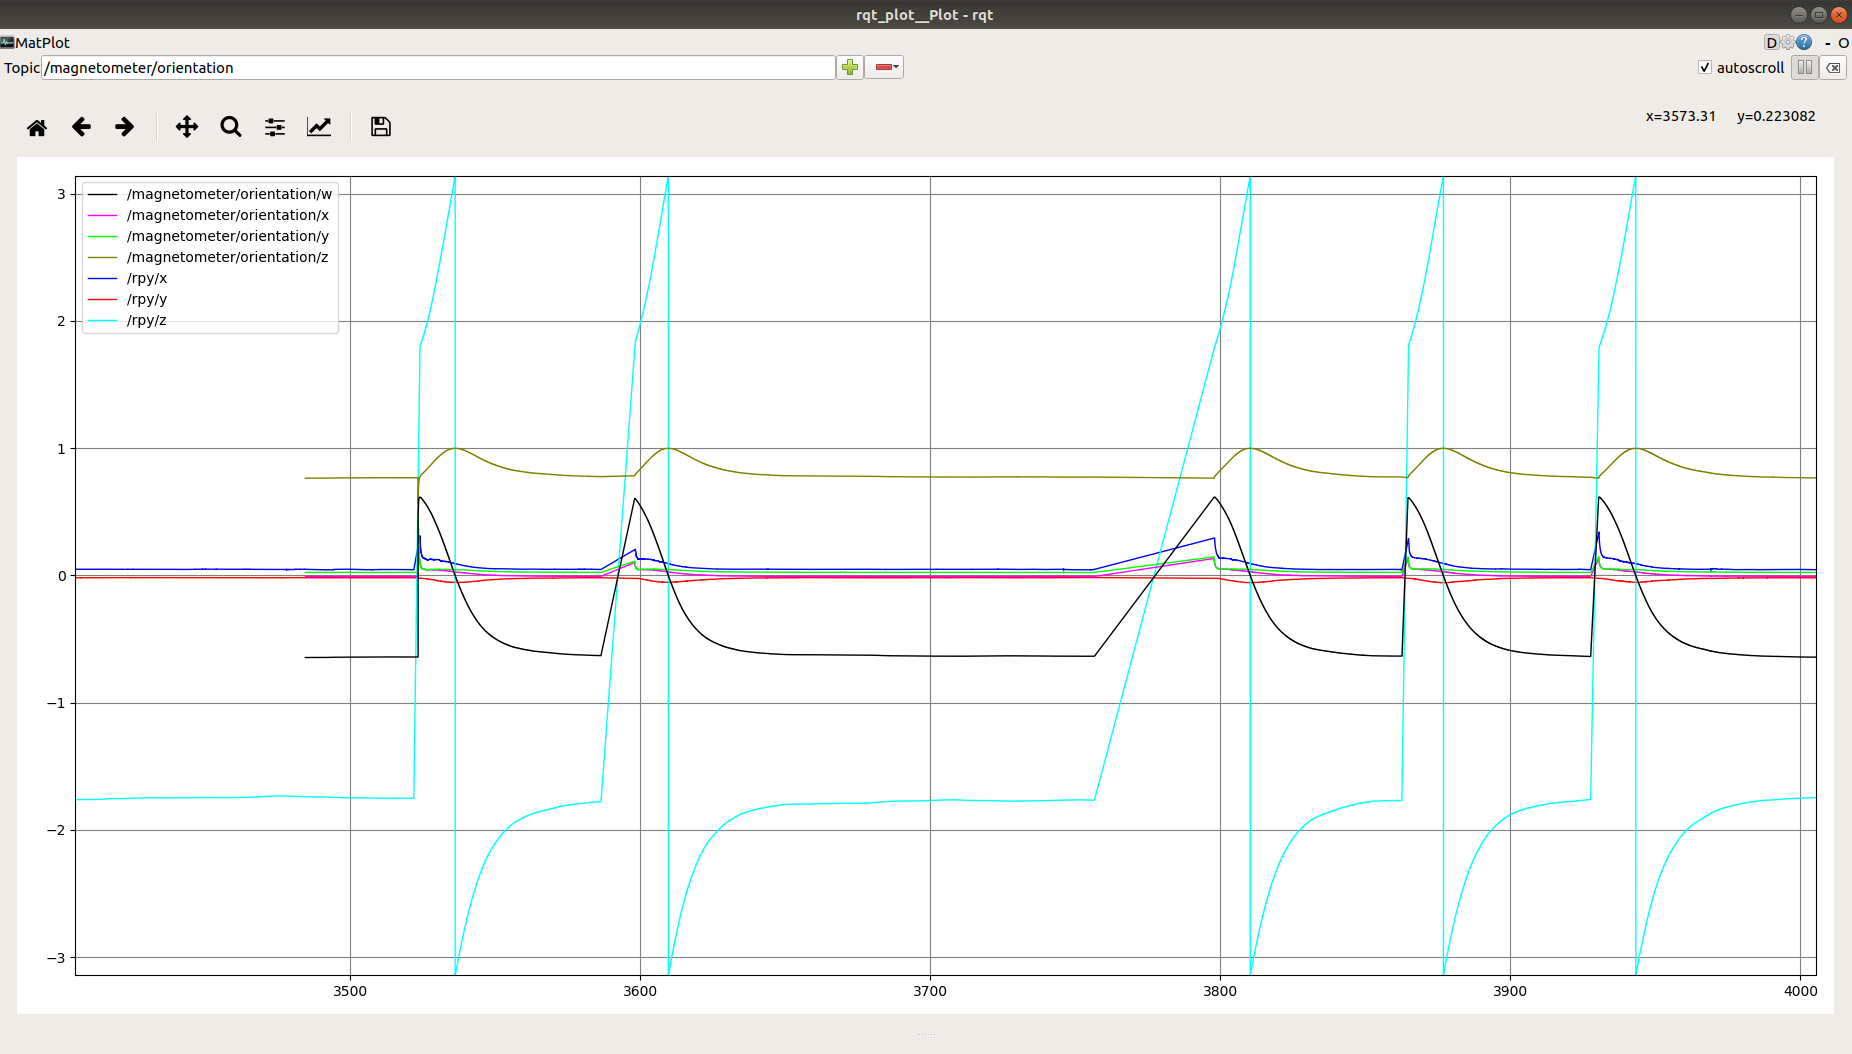 rqt_plot__Plot - rqt
MatPlot
D ? - O
Topic /magnetometer/orientation
autoscroll
x=3573.31 y=0.223082
/magnetometer/orientation/w
/magnetometer/orientation/x
/magnetometer/orientation/y
/magnetometer/orientation/z
/rpy/x
/rpy/y
/rpy/z
3
2
1
0
−1
−2
−3
3500 3600 3700 3800 3900 4000